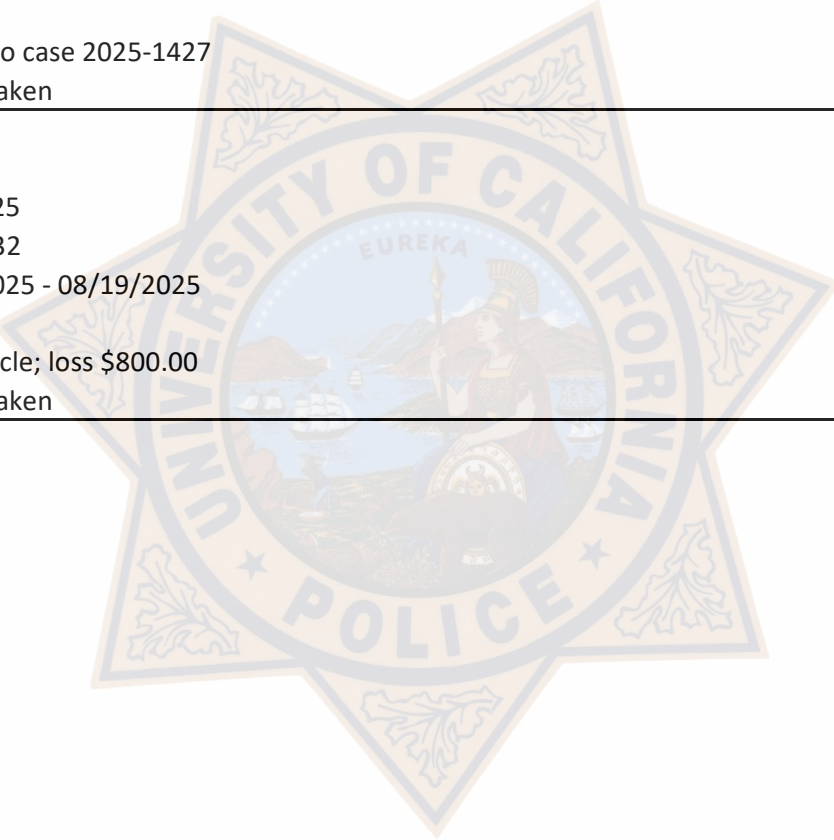 o case 2025-1427
aken
25
32
025 - 08/19/2025
cle; loss $800.00
aken
UNIVERSITY OF CALIFORNIA
EUREKA
POLICE